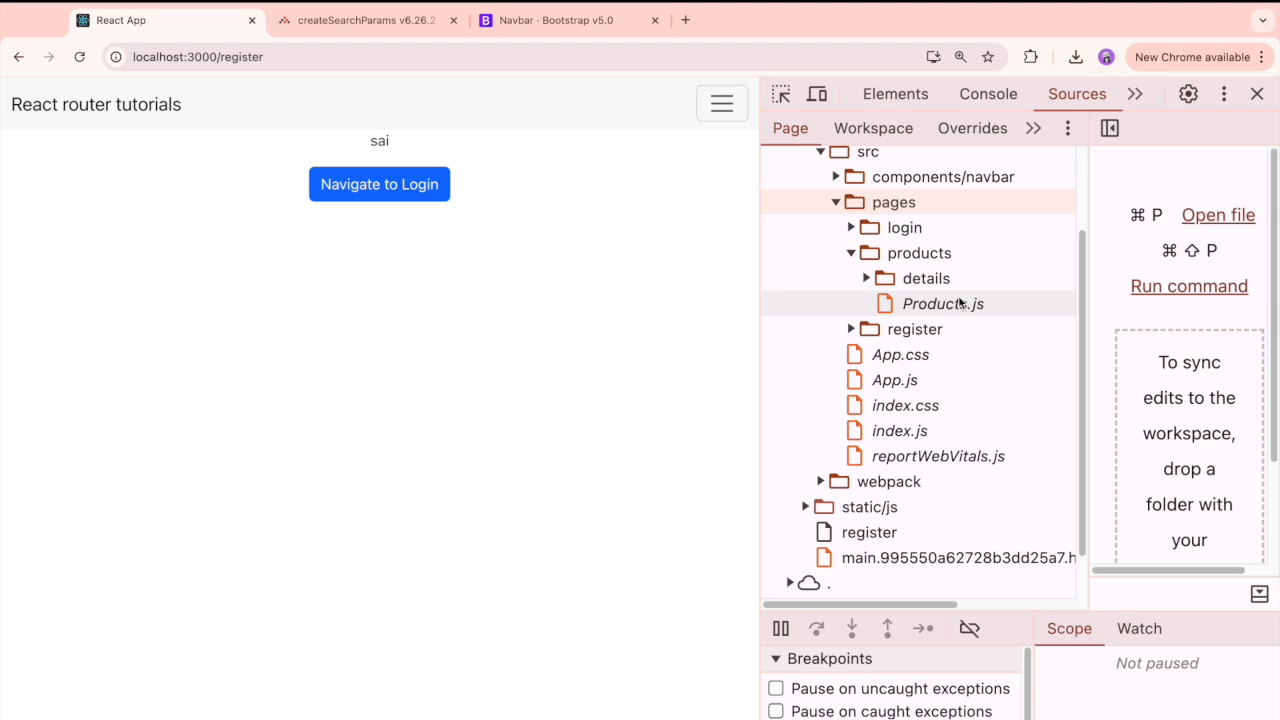 React App
createSearchParams v6.26.2
B
Navbar · Bootstrap v5.0
localhost:3000/register
New Chrome available
React router tutorials
sai
Navigate to Login
Elements
Console
Sources
Page
Workspace
Overrides
src
components/navbar
pages
login
products
details
Products.js
register
App.css
App.js
index.css
index.js
reportWebVitals.js
webpack
static/js
register
main.995550a62728b3dd25a7.h
.
⌘ P Open file
⌘ ⇧ P
Run command
To sync
edits to the
workspace,
drop a
folder with
your
Scope
Watch
Breakpoints
Not paused
Pause on uncaught exceptions
Pause on caught exceptions